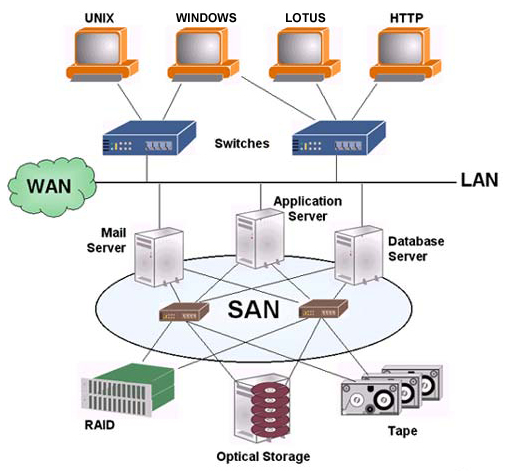 UNIX
WINDOWS
LOTUS
HTTP
Switches
WAN
LAN
Application
Server
Mail
Server
Database
Server
SAN
RAID
Optical Storage
Tape